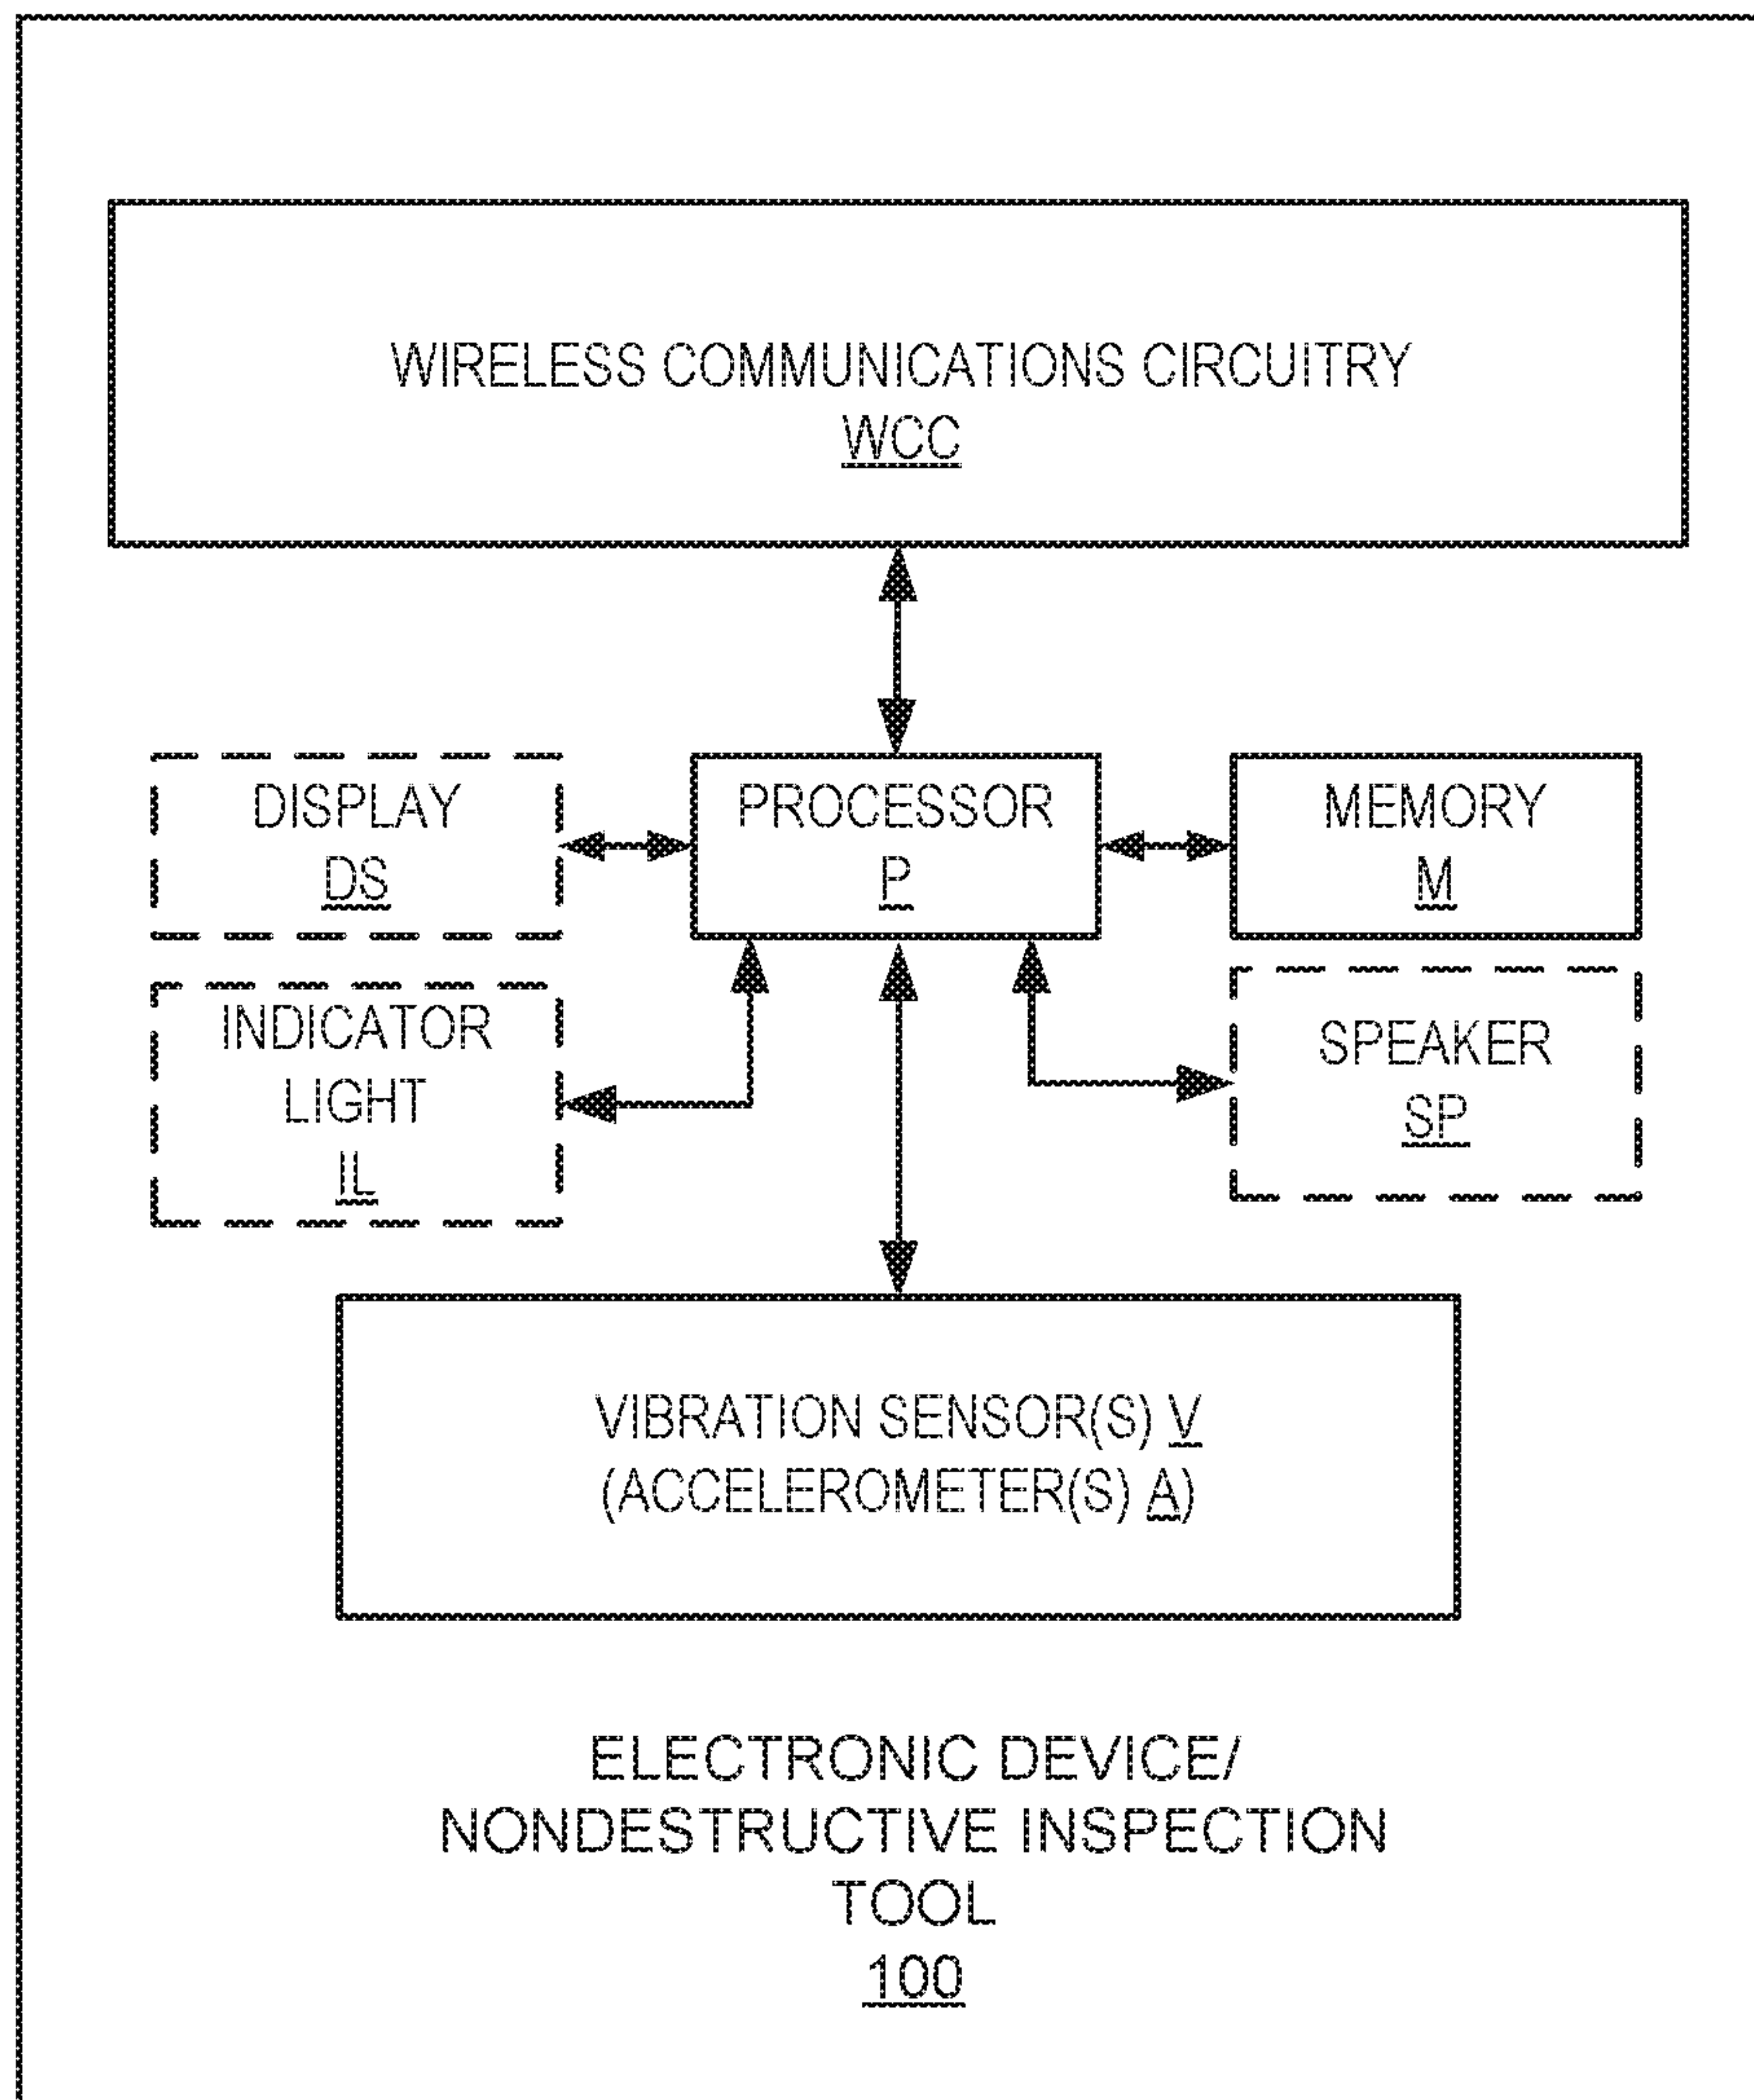 WIRELESS COMMUNICATIONS CIRCUITRY
WCC
DISPLAY
DS
PROCESSOR
P
MEMORY
M
INDICATOR
LIGHT
IL
SPEAKER
SP
VIBRATION SENSOR(S) V
(ACCELEROMETER(S) A)
ELECTRONIC DEVICE/
NONDESTRUCTIVE INSPECTION
TOOL
100